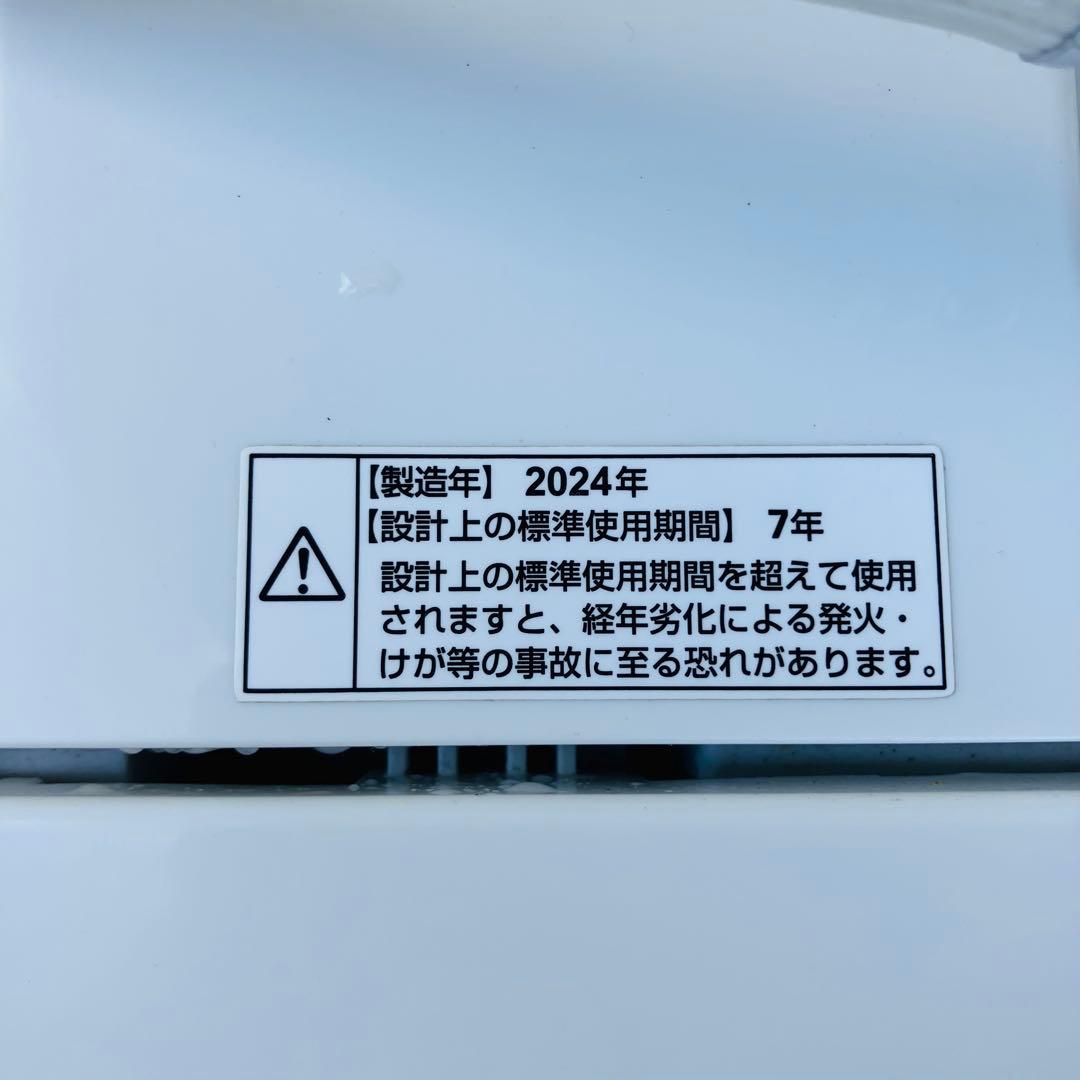 【製造年】 2024年
【設計上の標準使用期間】 7年
設計上の標準使用期間を超えて使用
されますと、経年劣化による発火・
けが等の事故に至る恐れがあります。